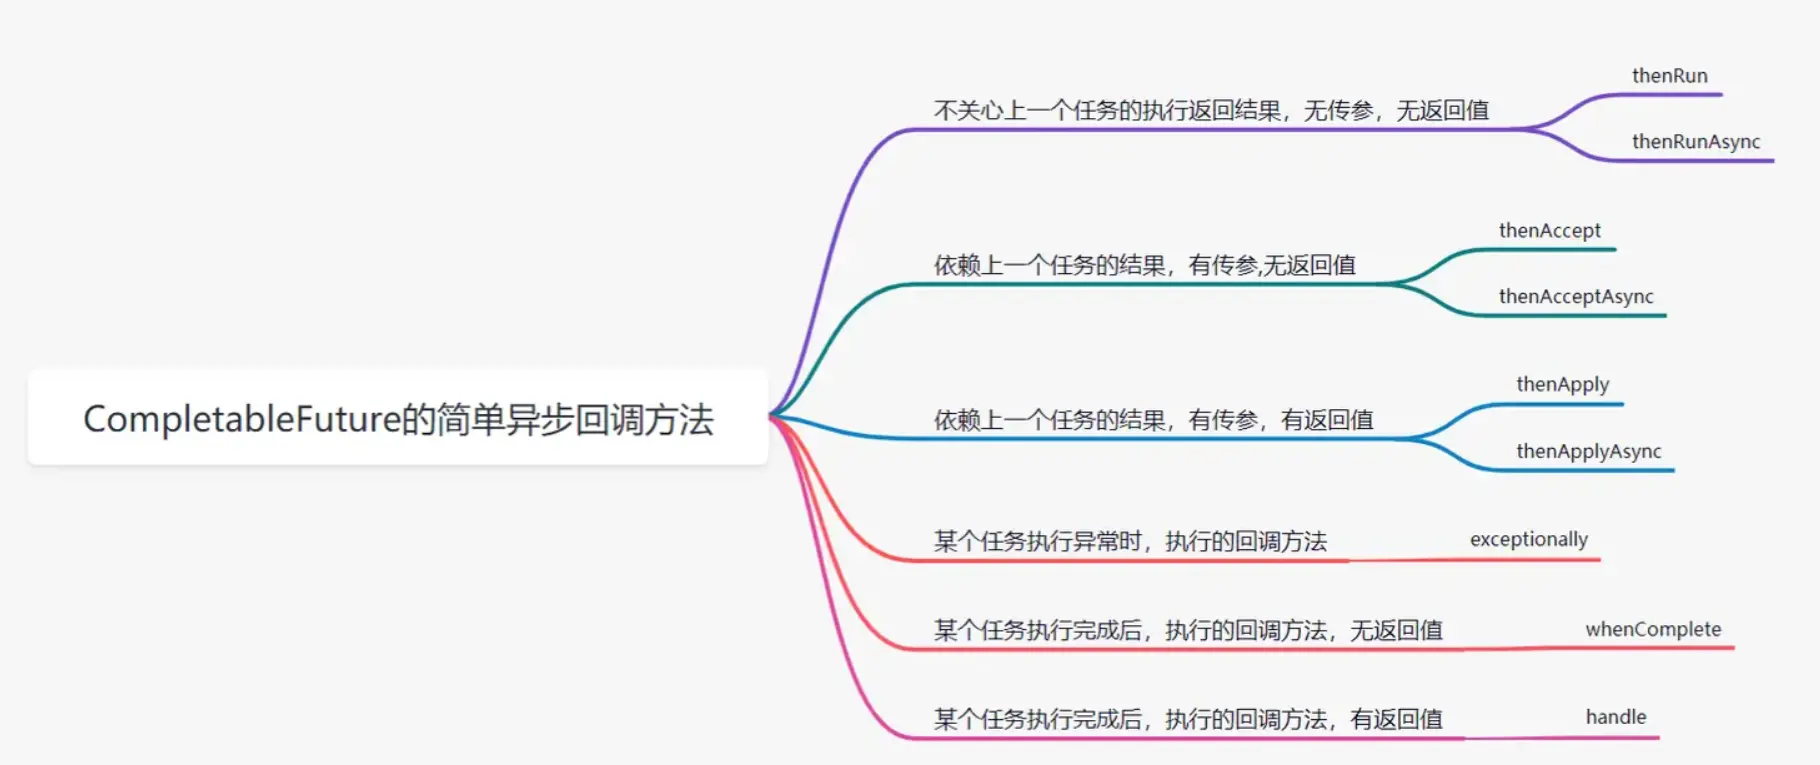 CompletableFuture的简单异步回调方法
不关心上一个任务的执行返回结果，无传参，无返回值
thenRun
thenRunAsync
依赖上一个任务的结果，有传参,无返回值
thenAccept
thenAcceptAsync
依赖上一个任务的结果，有传参，有返回值
thenApply
thenApplyAsync
某个任务执行异常时，执行的回调方法
exceptionally
某个任务执行完成后，执行的回调方法，无返回值
whenComplete
某个任务执行完成后，执行的回调方法，有返回值
handle